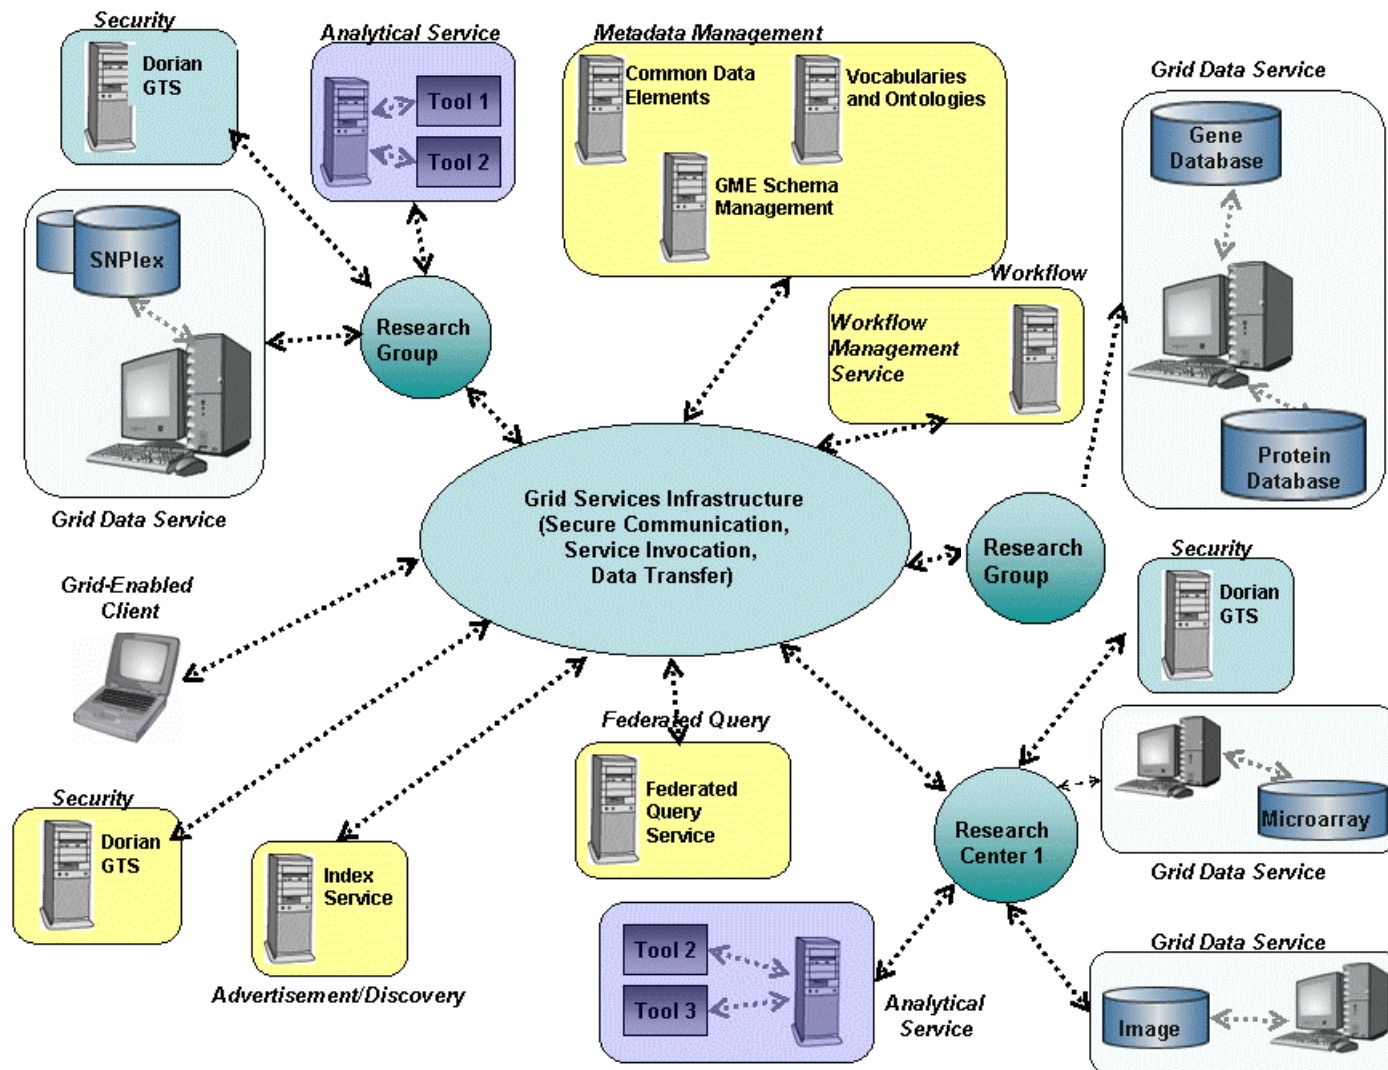 Security
Dorian
GTS
Analytical Service
Tool 1
Tool 2
Metadata Management
Common Data
Elements
Vocabularies
and Ontologies
GME Schema
Management
Grid Data Service
Gene
Database
Protein
Database
SNPlex
Grid Data Service
Research
Group
Workflow
Workflow
Management
Service
Grid Services Infrastructure
(Secure Communication,
Service Invocation,
Data Transfer)
Research
Group
Grid-Enabled
Client
Security
Dorian
GTS
Security
Dorian
GTS
Index
Service
Advertisement/Discovery
Federated Query
Federated
Query
Service
Research
Center 1
Microarray
Grid Data Service
Tool 2
Tool 3
Analytical
Service
Grid Data Service
Image